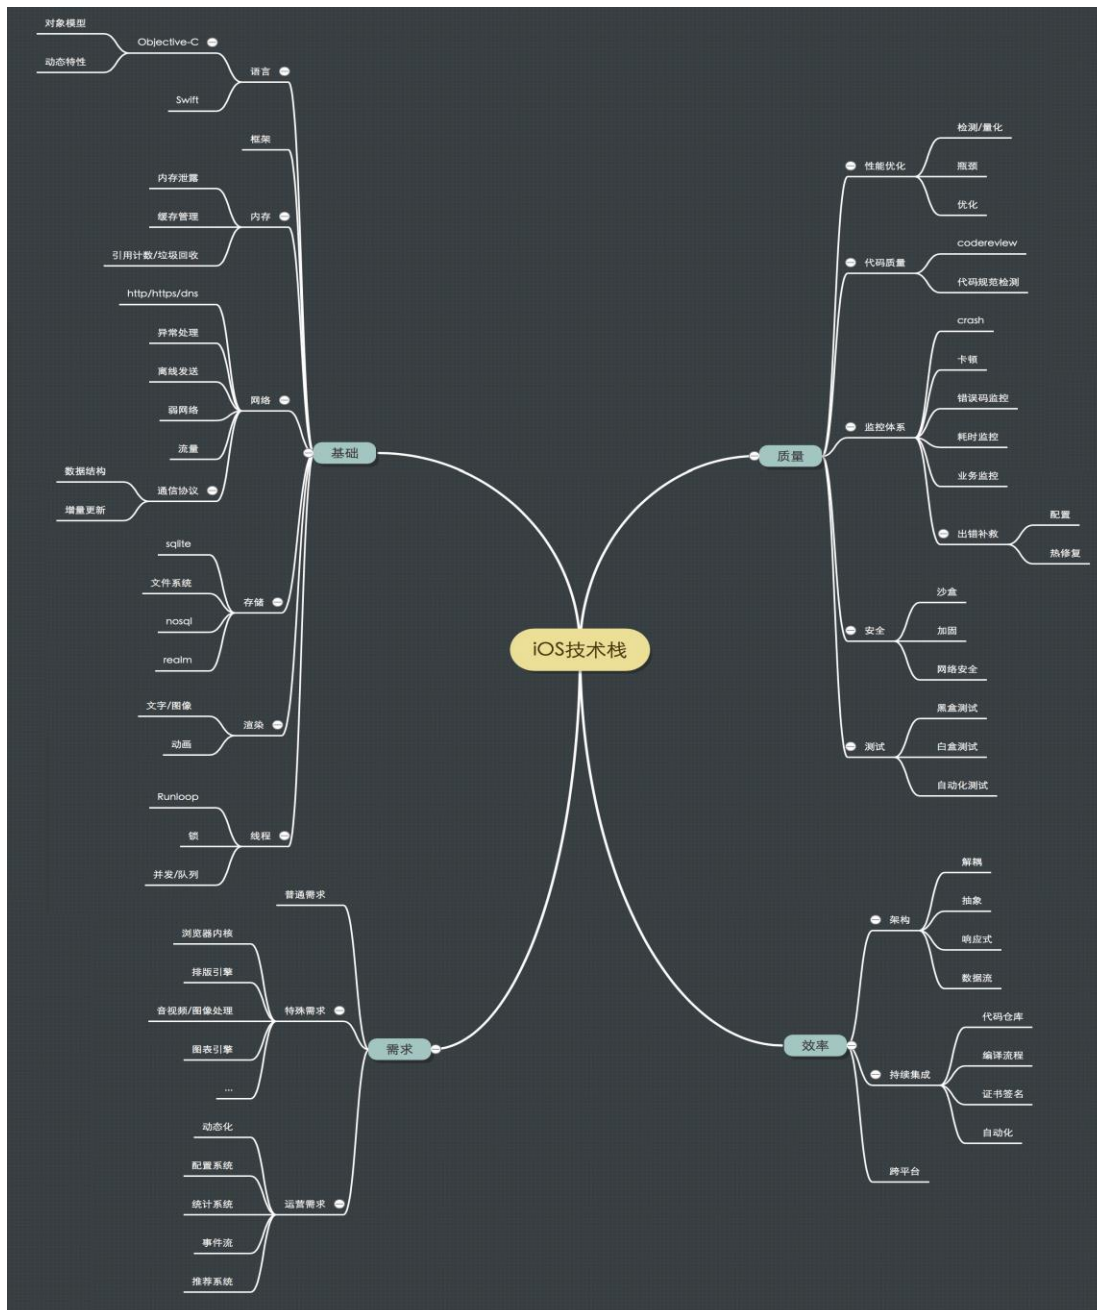 iOS技术栈
基础
语言
Objective-C
对象模型
动态特性
Swift
框架
内存
内存泄露
缓存管理
引用计数/垃圾回收
网络
http/https/dns
异常处理
离线发送
弱网络
流量
通信协议
数据结构
增量更新
存储
sqlite
文件系统
nosql
realm
渲染
文字/图像
动画
线程
Runloop
锁
并发/队列
需求
普通需求
特殊需求
浏览器内核
排版引擎
音视频/图像处理
图表引擎
...
运营需求
动态化
配置系统
统计系统
事件流
推荐系统
质量
性能优化
检测/量化
瓶颈
优化
代码质量
codereview
代码规范检测
监控体系
crash
卡顿
错误码监控
耗时监控
业务监控
出错补救
配置
热修复
安全
沙盒
加固
网络安全
测试
黑盒测试
白盒测试
自动化测试
效率
架构
解耦
抽象
响应式
数据流
持续集成
代码仓库
编译流程
证书签名
自动化
跨平台